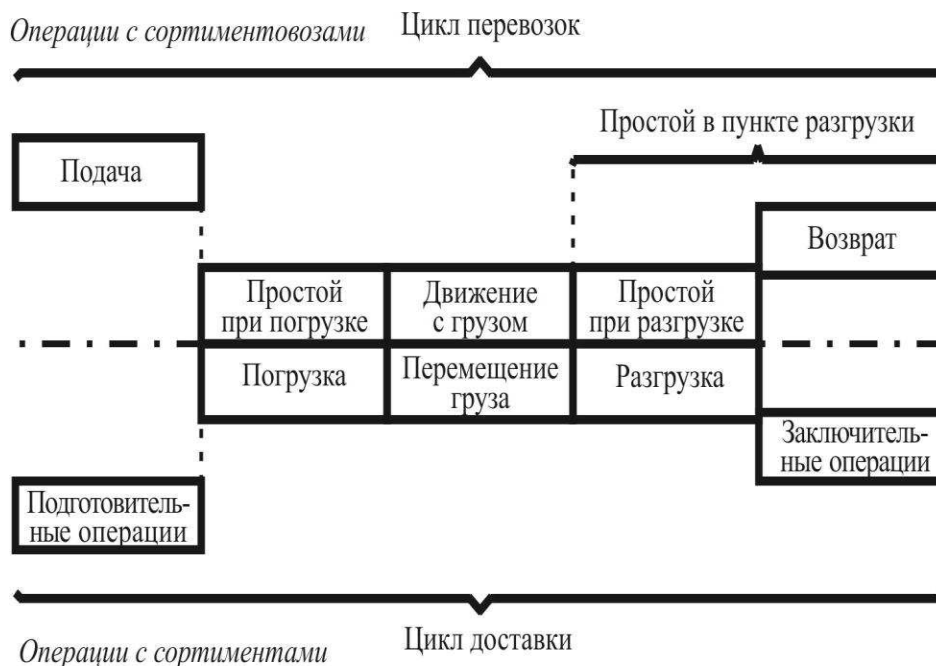 Операции с сортиментовозами
Цикл перевозок
Простой в пункте разгрузки
Подача
Возврат
Простой
при погрузке
Движение
с грузом
Простой
при разгрузке
Погрузка
Перемещение
груза
Разгрузка
Заключитель-
ные операции
Подготовитель-
ные операции
Цикл доставки
Операции с сортиментами